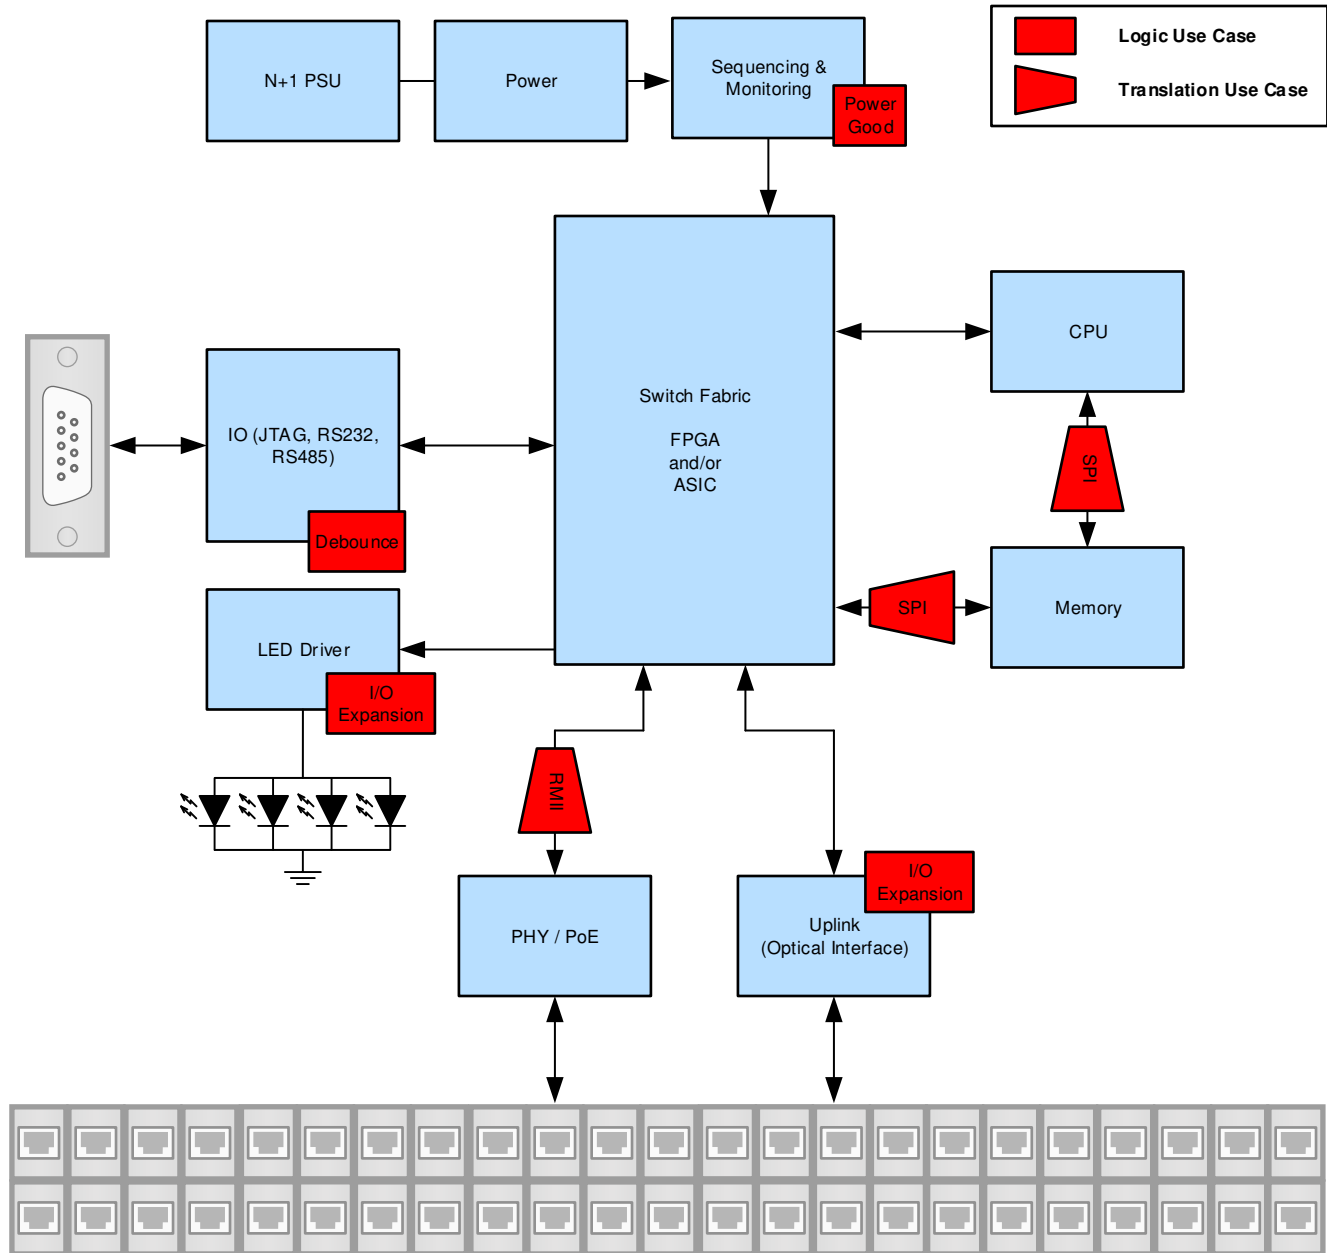 N+1 PSU
Power
Sequencing &
Monitoring
Power
Good
Logic Use Case
Translation Use Case
Switch Fabric
FPGA
and/or
ASIC
CPU
SPI
Memory
SPI
IO (JTAG, RS232,
RS485)
Debounce
LED Driver
I/O
Expansion
RMII
PHY / PoE
I/O
Expansion
Uplink
(Optical Interface)